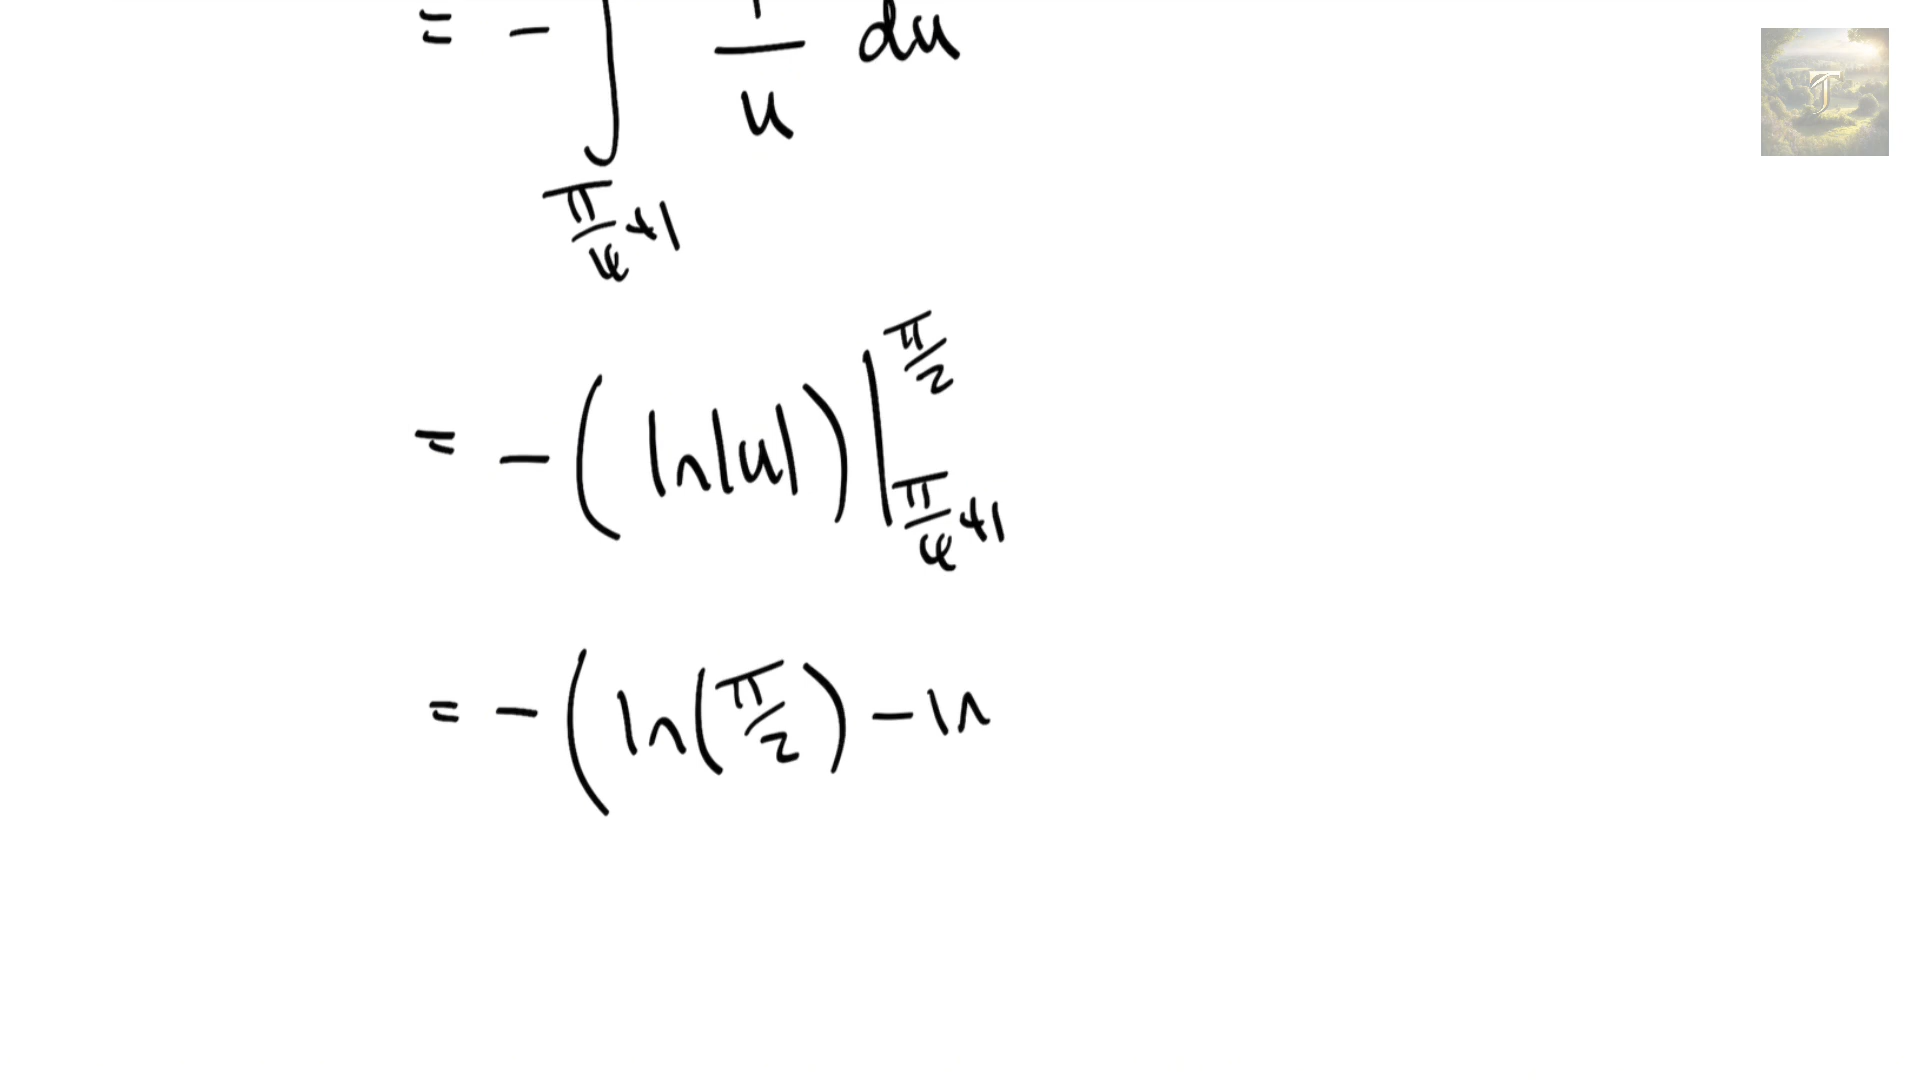 = - ∫_{π/4 +1} 1/u du
= - ( ln|u| ) |_{π/4 +1}^{π/2}
= - ( ln(π/2) - ln